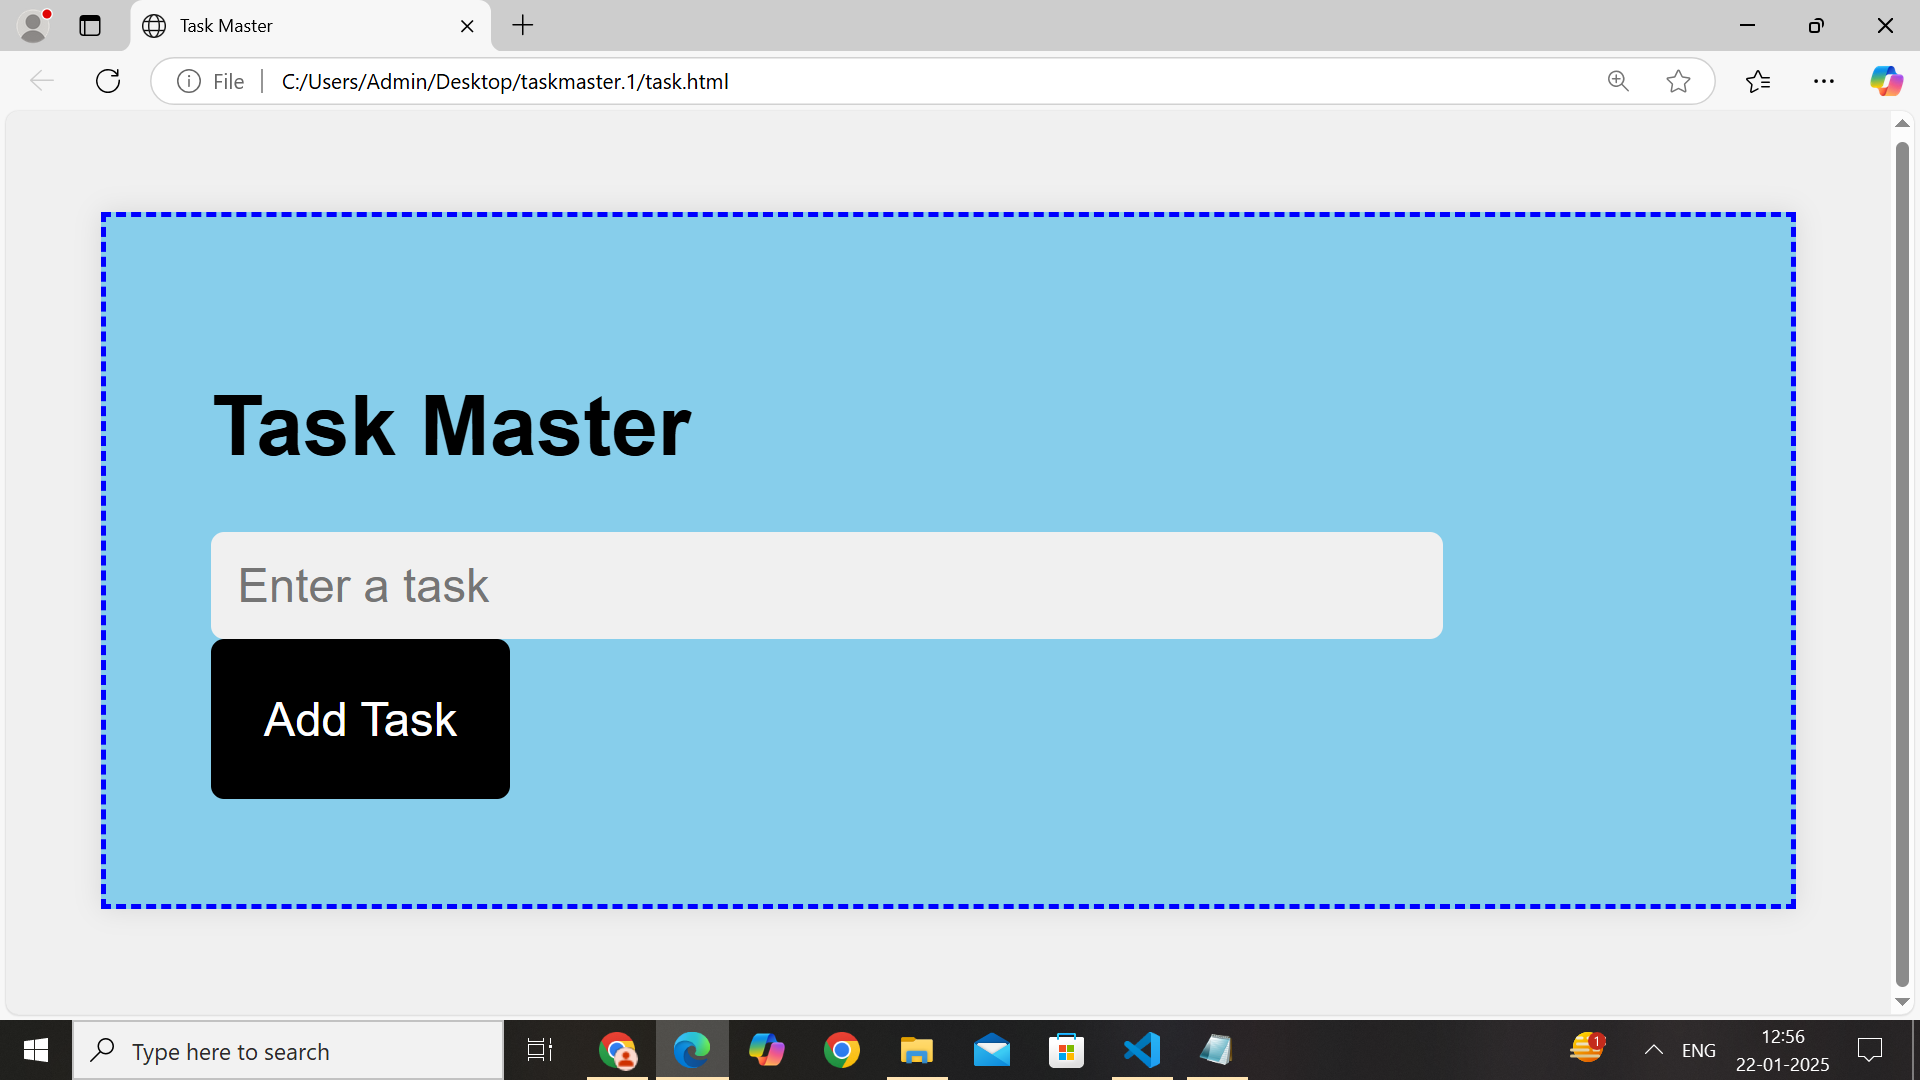 Task Master
File
C:/Users/Admin/Desktop/taskmaster.1/task.html
Task Master
Enter a task
Add Task
Type here to search
1
ENG
12:56
22-01-2025